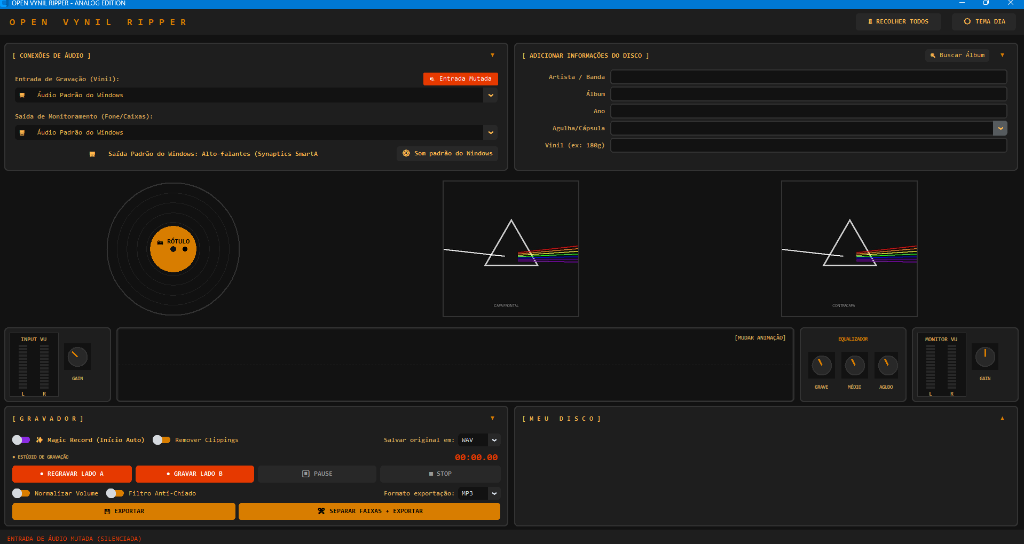 OPEN VYNIL RIPPER - ANALOG EDITION
OPEN VYNIL RIPPER
RECOLHER TODOS
TEMA DIA
[ CONEXÕES DE ÁUDIO ]
Entrada de Gravação (Vinil):
Entrada Mutada
Áudio Padrão do Windows
Saída de Monitoramento (Fone/Caixas):
Áudio Padrão do Windows
Saída Padrão do Windows: Alto-falantes (Synaptics SmartA
Som padrão do Windows
[ ADICIONAR INFORMAÇÕES DO DISCO ]
Buscar Álbum
Artista / Banda
Álbum
Ano
Agulha/Cápsula
Vinil (ex: 180g)
RÓTULO
CONTRACAPA
INPUT VU
L R
GAIN
[MUDAR ANIMAÇÃO]
EQUALIZADOR
GRAVE
MÉDIO
AGUDO
MONITOR VU
L R
GAIN
[ GRAVADOR ]
Magic Record (Início Auto)
Remover Clippings
Salvar original em: WAV
● ESTÚDIO DE GRAVAÇÃO
00:00.00
● REGRAVAR LADO A
● GRAVAR LADO B
PAUSE
■ STOP
Normalizar Volume
Filtro Anti-Chiado
Formato exportação: MP3
EXPORTAR
SEPARAR FAIXAS + EXPORTAR
[ MEU DISCO ]
ENTRADA DE ÁUDIO MUTADA (SILENCIADA)